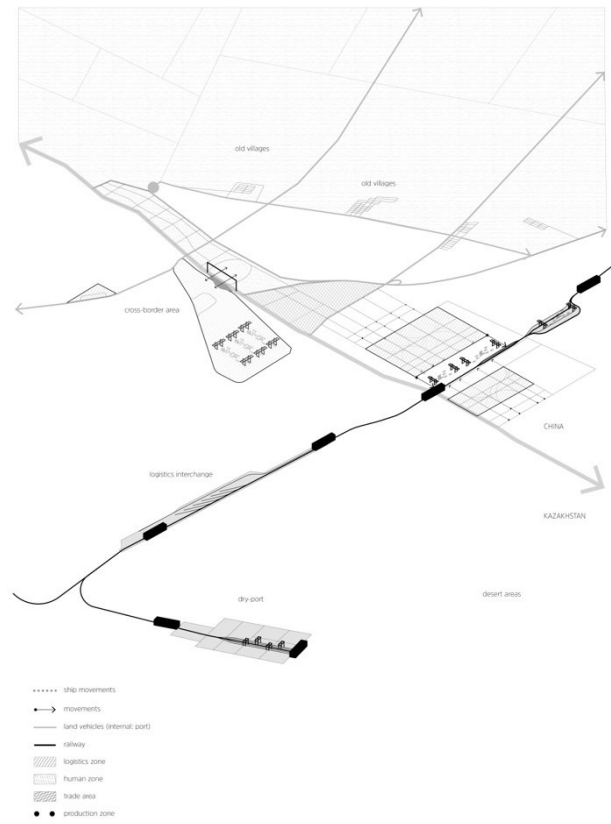 old villages
old villages
cross-border area
CHINA
logistics interchange
KAZAKHSTAN
dry-port
desert areas
ship movements
movements
land vehicles (internal: port)
railway
logistics zone
human zone
trade area
production zone